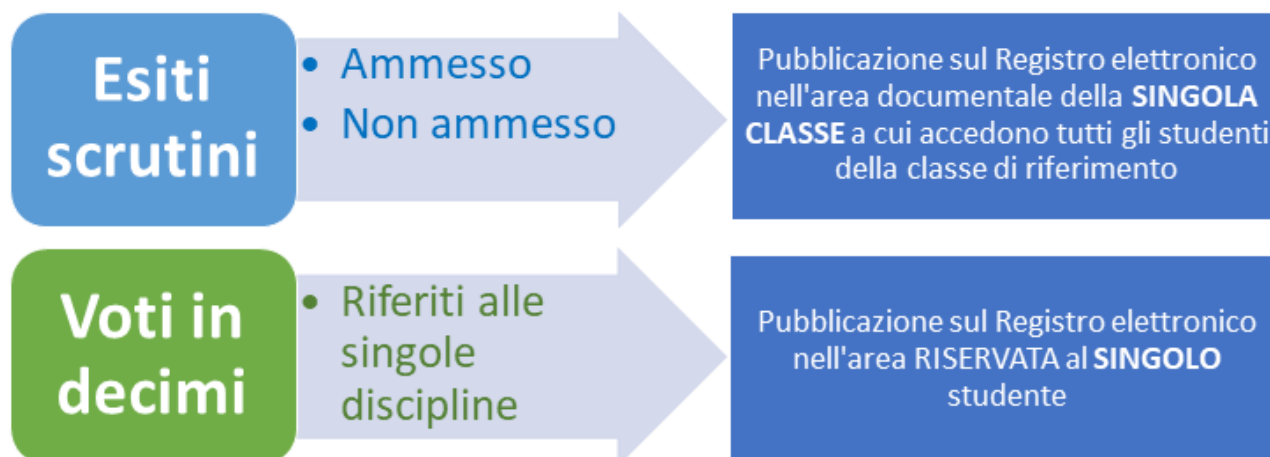 Esiti
scrutini
• Ammesso
• Non ammesso
Pubblicazione sul Registro elettronico
nell'area documentale della SINGOLA
CLASSE a cui accedono tutti gli studenti
della classe di riferimento
Voti in
decimi
• Riferiti alle
singole
discipline
Pubblicazione sul Registro elettronico
nell'area RISERVATA al SINGOLO
studente